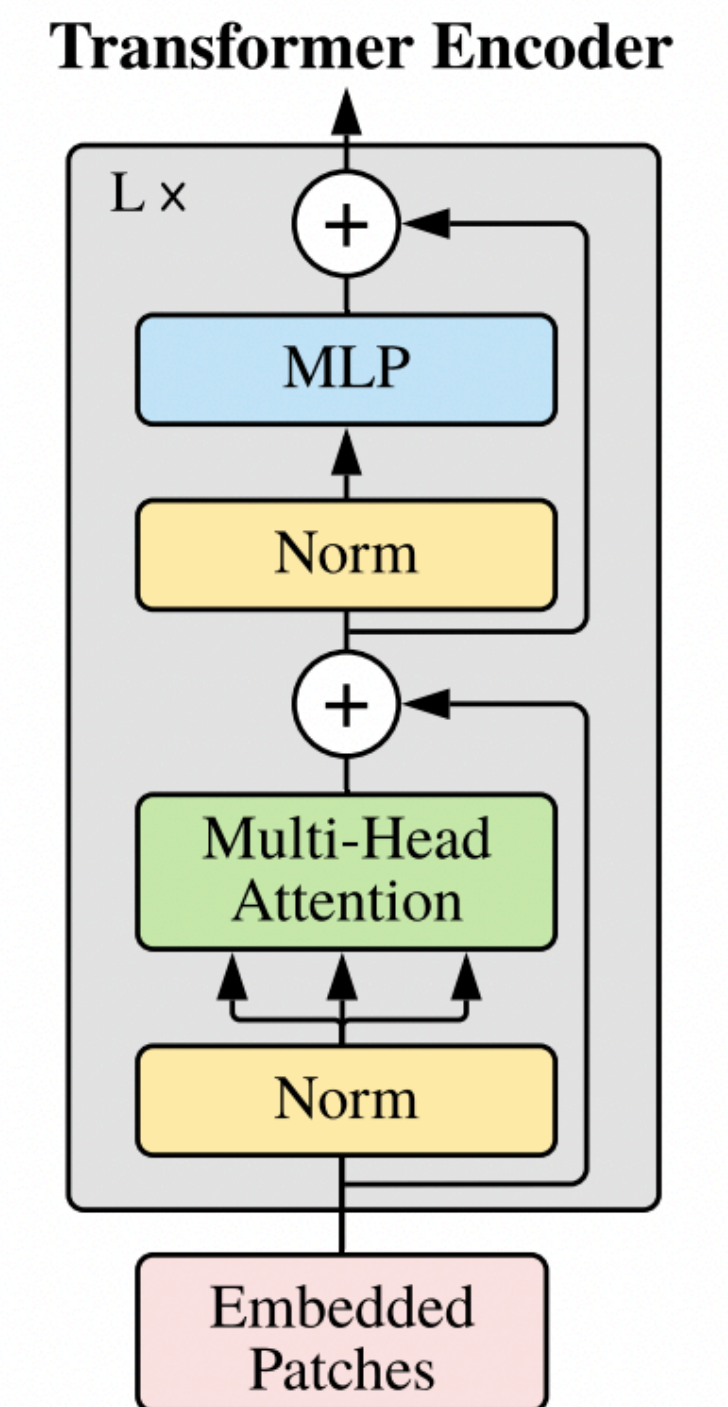 Transformer Encoder
L ×
+
MLP
Norm
+
Multi-Head
Attention
Norm
Embedded
Patches